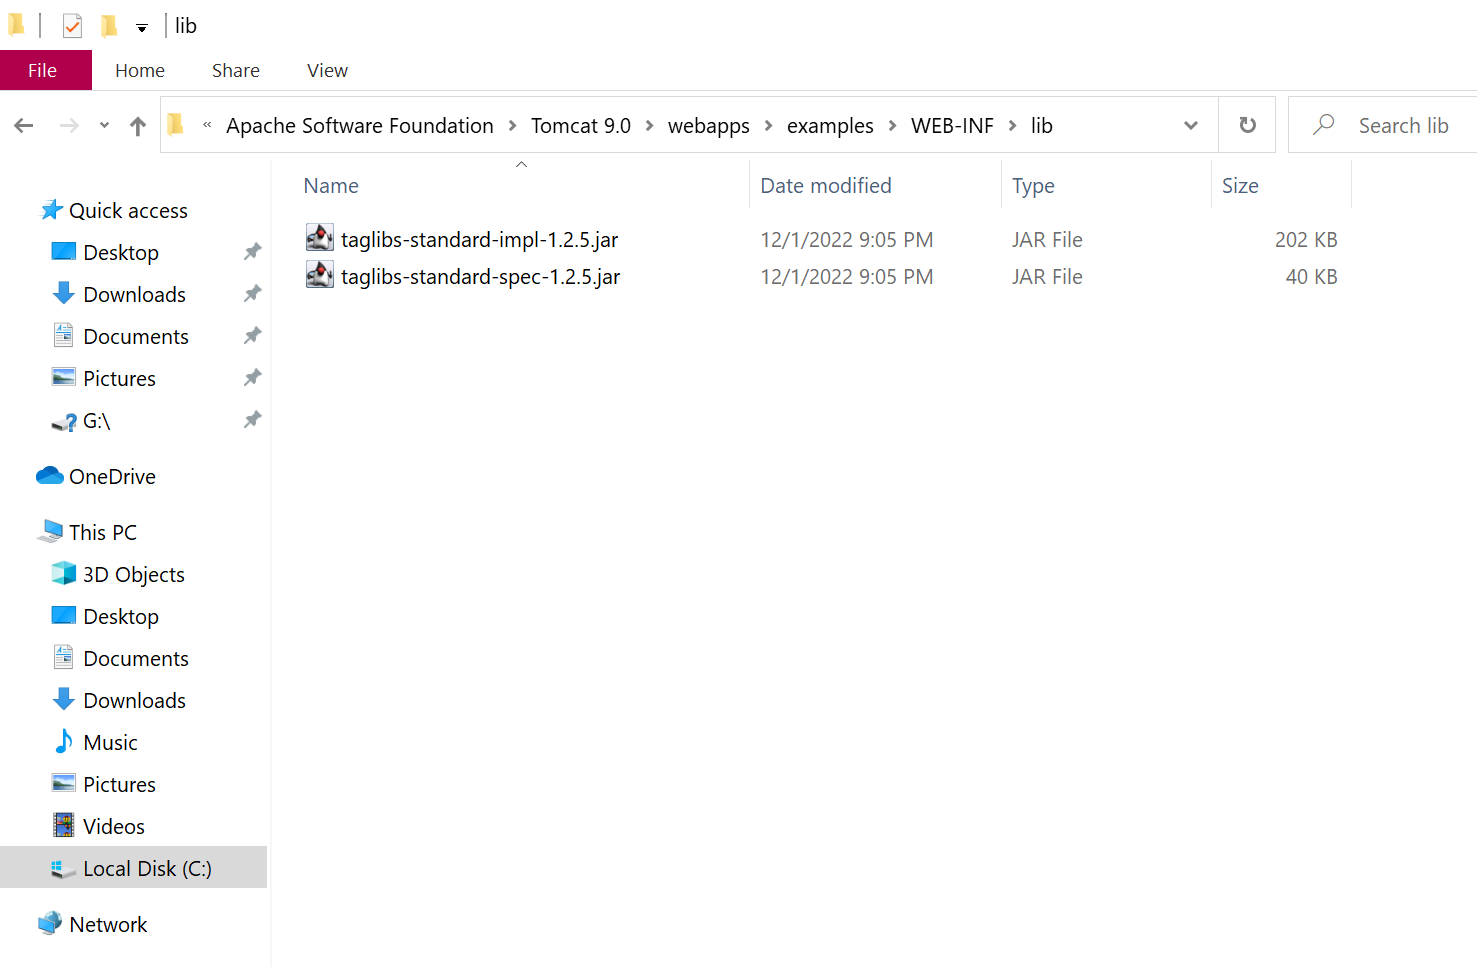 lib
File Home Share View
« Apache Software Foundation > Tomcat 9.0 > webapps > examples > WEB-INF > lib
Search lib
Name Date modified Type Size
taglibs-standard-impl-1.2.5.jar 12/1/2022 9:05 PM JAR File 202 KB
taglibs-standard-spec-1.2.5.jar 12/1/2022 9:05 PM JAR File 40 KB
Quick access
Desktop
Downloads
Documents
Pictures
G:\
OneDrive
This PC
3D Objects
Desktop
Documents
Downloads
Music
Pictures
Videos
Local Disk (C:)
Network